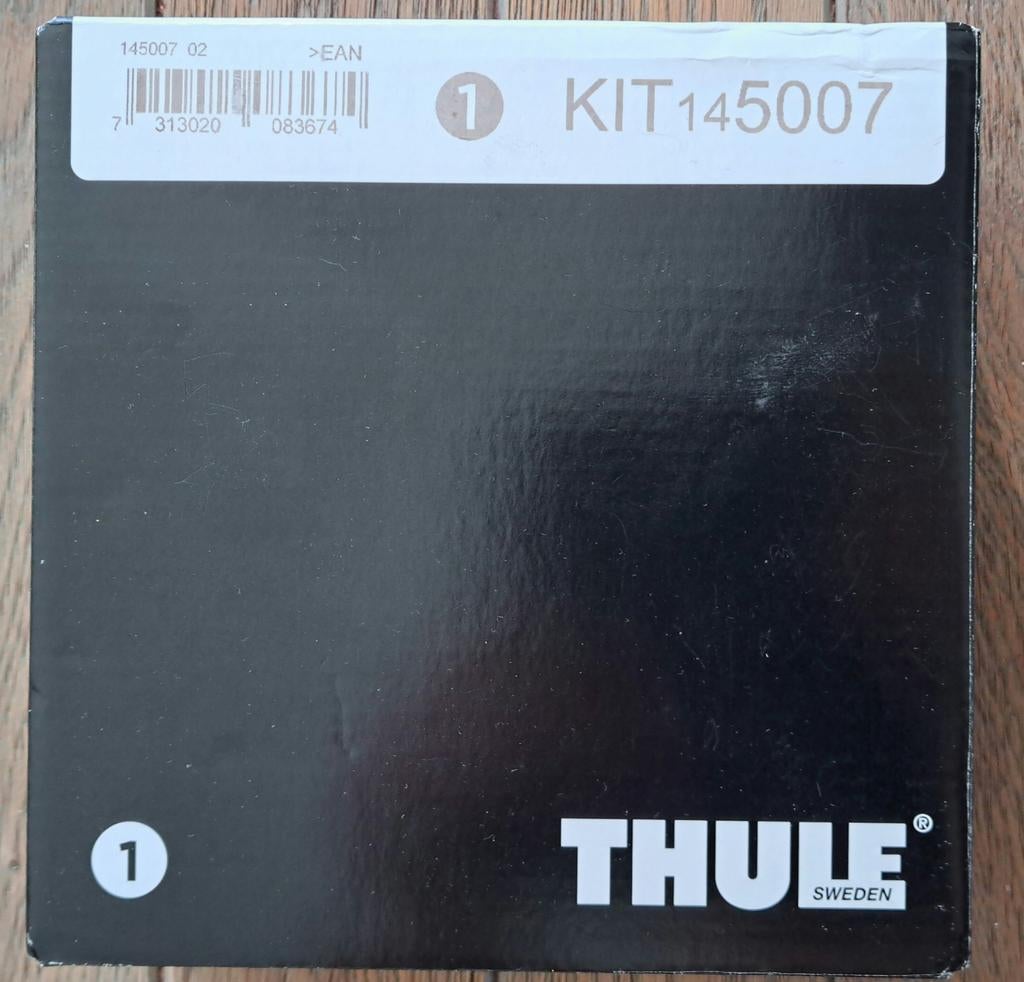 145007 02 >EAN
7 313020 083674
1 KIT145007
1
THULE®
SWEDEN